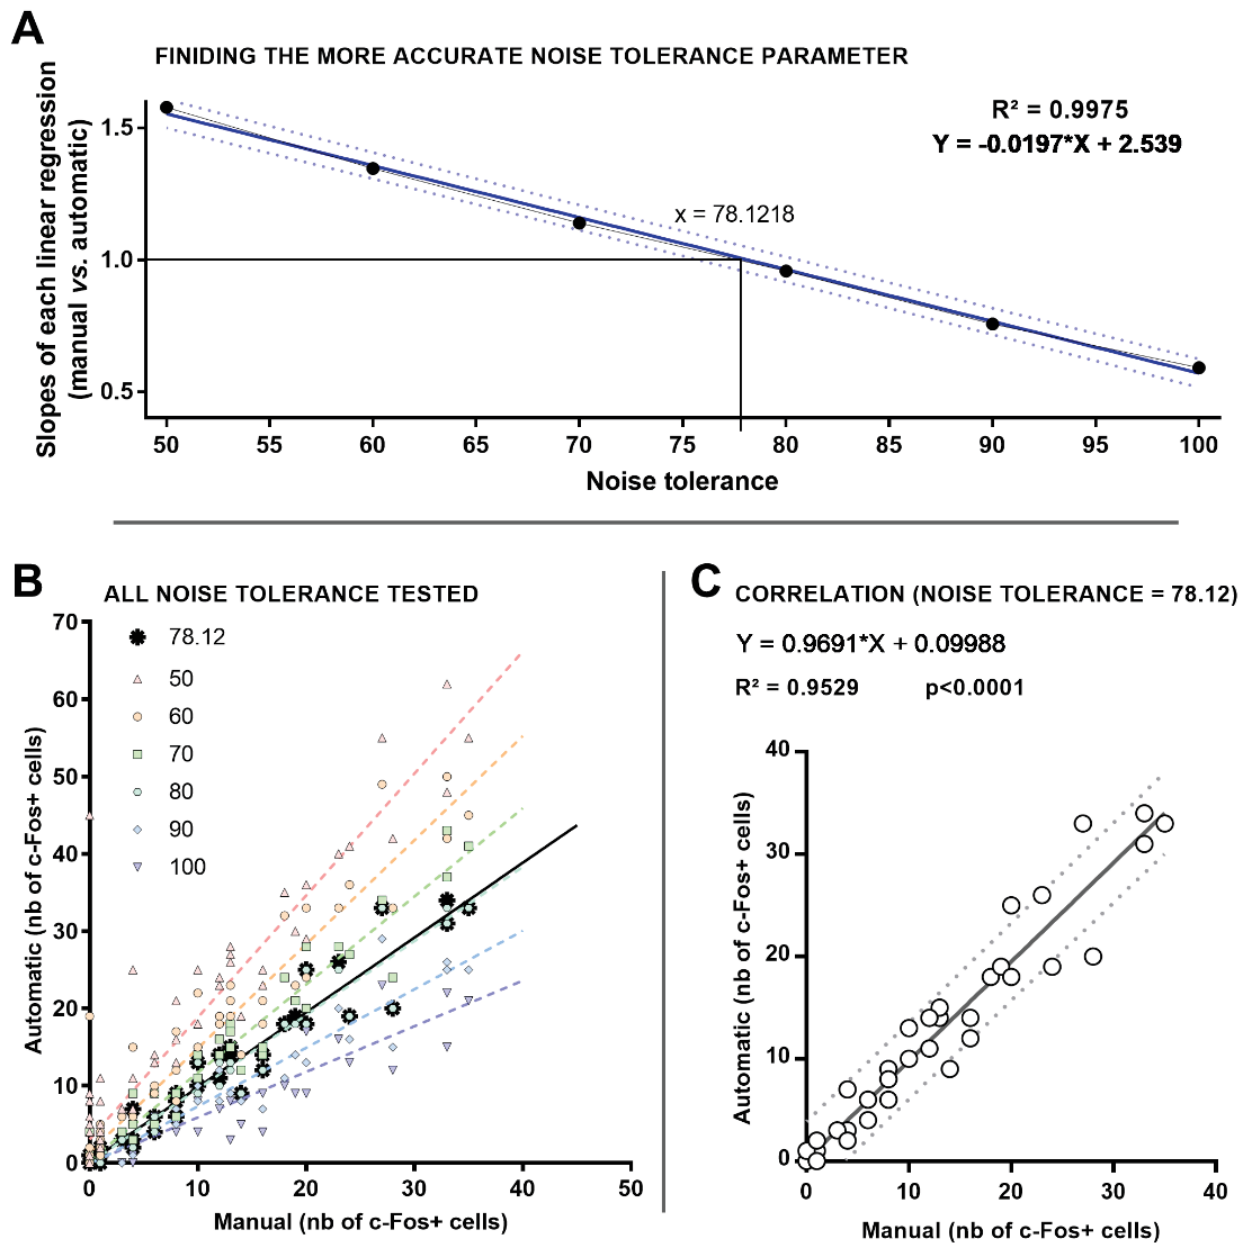 A
FINIDING THE MORE ACCURATE NOISE TOLERANCE PARAMETER
Slopes of each linear regression
(manual vs. automatic)
1.5
1.0
0.5
R² = 0.9975
Y = -0.0197*X + 2.539
x = 78.1218
50 55 60 65 70 75 80 85 90 95 100
Noise tolerance
B
ALL NOISE TOLERANCE TESTED
Automatic (nb of c-Fos+ cells)
70
60
50
40
30
20
10
0
78.12
50
60
70
80
90
100
0 10 20 30 40 50
Manual (nb of c-Fos+ cells)
C
CORRELATION (NOISE TOLERANCE = 78.12)
Y = 0.9691*X + 0.09988
R² = 0.9529 p<0.0001
Automatic (nb of c-Fos+ cells)
40
30
20
10
0
0 10 20 30 40
Manual (nb of c-Fos+ cells)